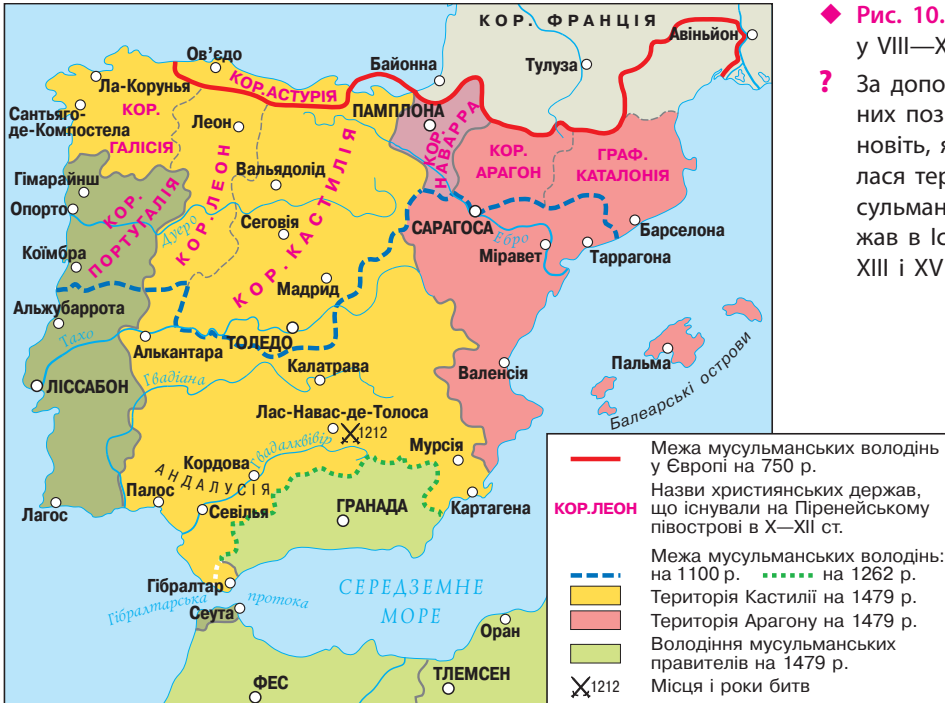 КОР. ФРАНЦІЯ
Авіньйон
Ов’єдо
Байонна
Тулуза
Ла-Корунья
КОР. АСТУРІЯ
ПАМПЛОНА
Сантьяго-
де-Компостела
КОР.
ГАЛІСІЯ
Леон
КОР. НАВАРРА
КОР.
АРАГОН
ГРАФ.
КАТАЛОНІЯ
Гімарайнш
Вальядолід
КОР. ЛЕОН
КОР. КАСТИЛІЯ
Опорто
КОР.
ПОРТУГАЛІЯ
Дуеро
Сеговія
САРАГОСА
Ебро
Барселона
Коїмбра
Міравет
Таррагона
Мадрид
Альжубаррота
ТОЛЕДО
Тахо
Алькантара
Пальма
Калатрава
Валенсія
ЛІССАБОН
Гвадіана
Балеарські острови
Лас-Навас-де-Толоса
1212
Гвадалквівір
Мурсія
Кордова
АНДАЛУСІЯ
Палос
Севілья
ГРАНАДА
Картагена
Лагос
Гібралтар
СЕРЕДЗЕМНЕ
МОРЕ
Гібралтарська протока
Сеута
Оран
ФЕС
ТЛЕМСЕН
Межа мусульманських володінь
у Європі на 750 р.
КОР.ЛЕОН
Назви християнських держав,
що існували на Піренейському
півострові в X—XII ст.
Межа мусульманських володінь:
на 1100 р. на 1262 р.
Територія Кастилії на 1479 р.
Територія Арагону на 1479 р.
Володіння мусульманських
правителів на 1479 р.
1212 Місця і роки битв
◆ Рис. 10.
у VIII—X
? За допо
них поз
новіть, я
лася тер
сульман
жав в Іс
XIII і XV